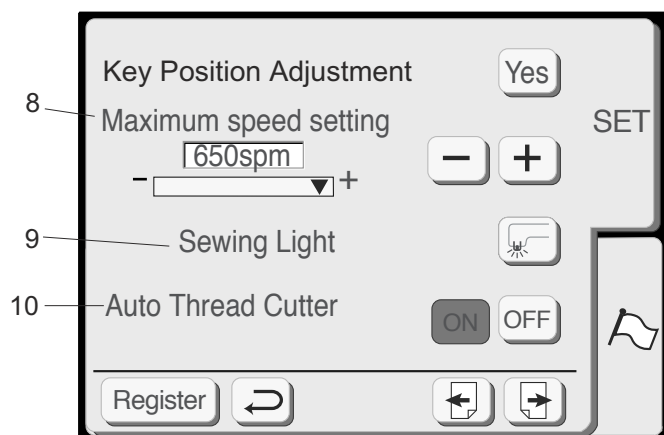 Key Position Adjustment Yes
8 Maximum speed setting SET
650spm
- +
− +
9 Sewing Light
10 Auto Thread Cutter ON OFF
Register